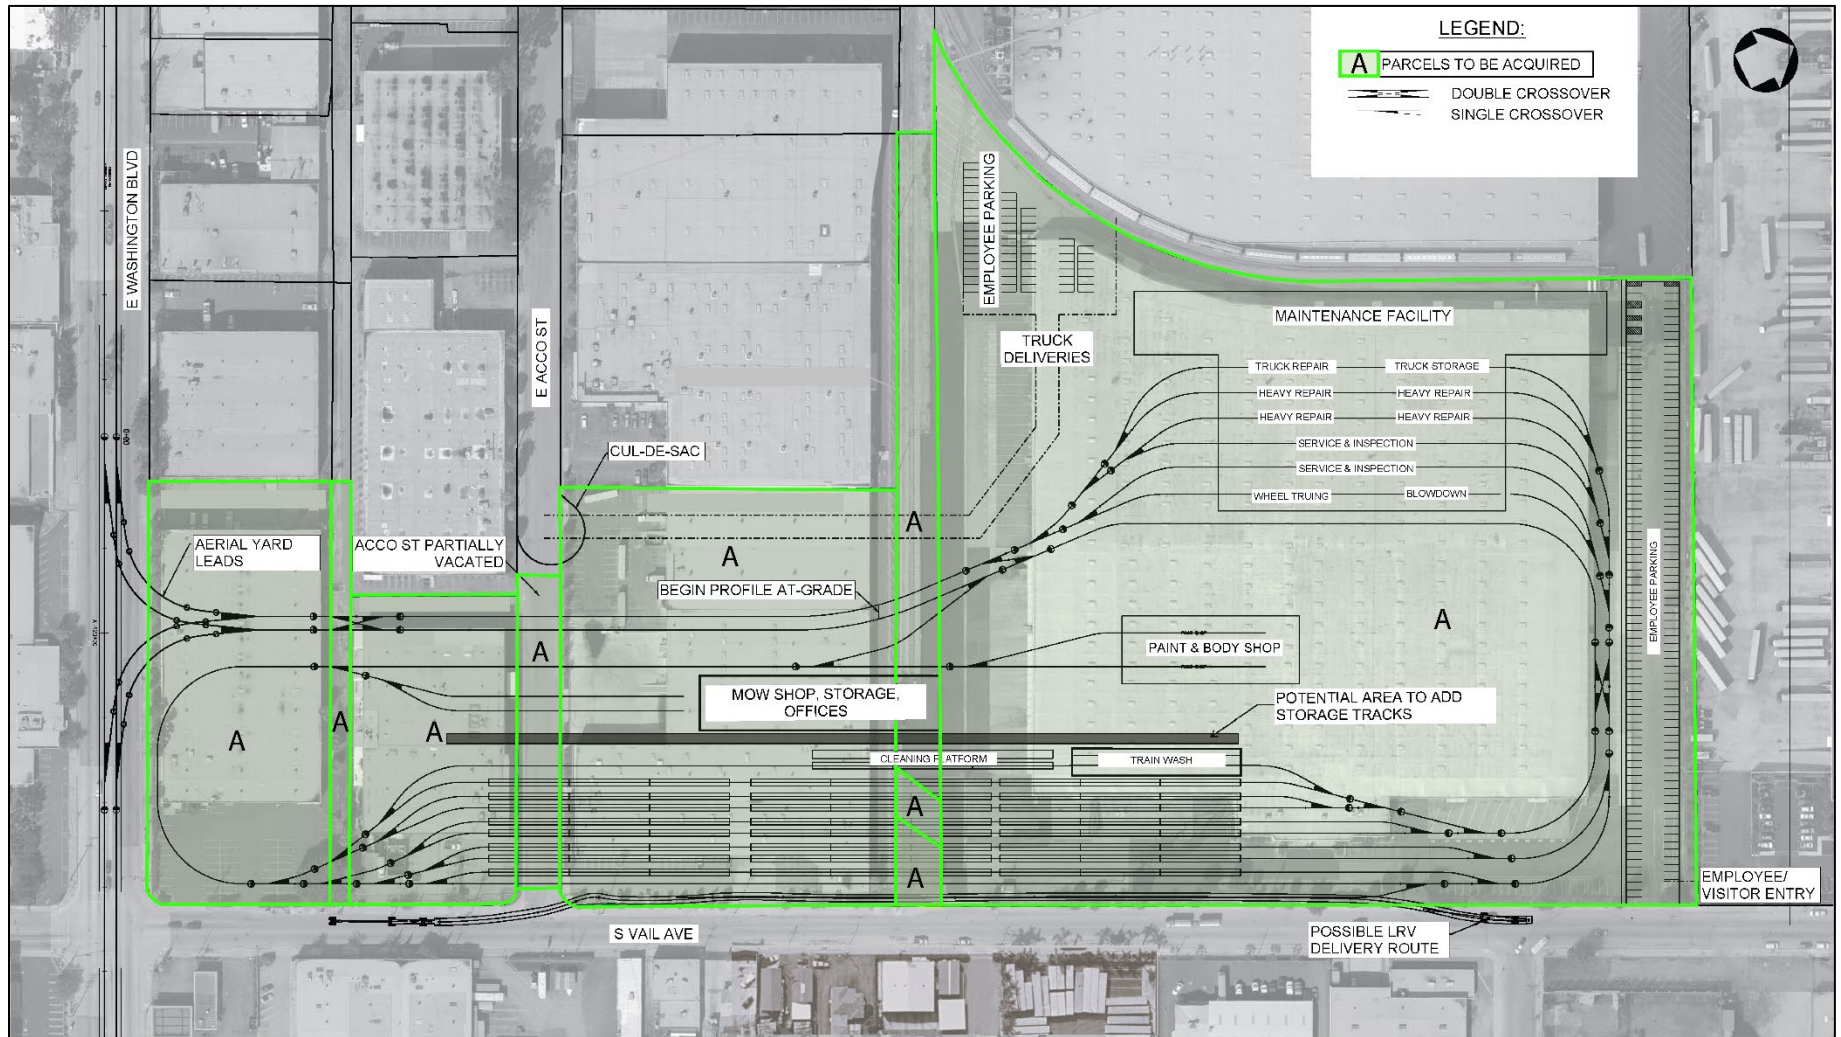 LEGEND:
A PARCELS TO BE ACQUIRED
DOUBLE CROSSOVER
SINGLE CROSSOVER
E WASHINGTON BLVD
E ACCO ST
EMPLOYEE PARKING
TRUCK
DELIVERIES
MAINTENANCE FACILITY
TRUCK REPAIR
TRUCK STORAGE
HEAVY REPAIR
HEAVY REPAIR
HEAVY REPAIR
HEAVY REPAIR
SERVICE & INSPECTION
SERVICE & INSPECTION
WHEEL TRUING
BLOWDOWN
CUL-DE-SAC
AERIAL YARD
LEADS
ACCO ST PARTIALLY
VACATED
A
A
BEGIN PROFILE AT-GRADE
EMPLOYEE PARKING
A
A
PAINT & BODY SHOP
MOW SHOP, STORAGE,
OFFICES
POTENTIAL AREA TO ADD
STORAGE TRACKS
A
A
A
CLEANING PLATFORM
TRAIN WASH
A
A
EMPLOYEE/
VISITOR ENTRY
S VAIL AVE
POSSIBLE LRV
DELIVERY ROUTE